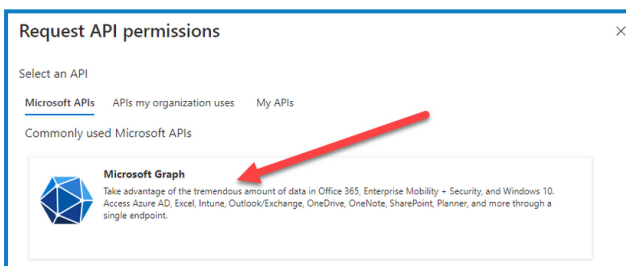 Request API permissions
Select an API
Microsoft APIs APIs my organization uses My APIs
Commonly used Microsoft APIs
Microsoft Graph
Take advantage of the tremendous amount of data in Office 365, Enterprise Mobility + Security, and Windows 10.
Access Azure AD, Excel, Intune, Outlook/Exchange, OneDrive, OneNote, SharePoint, Planner, and more through a
single endpoint.